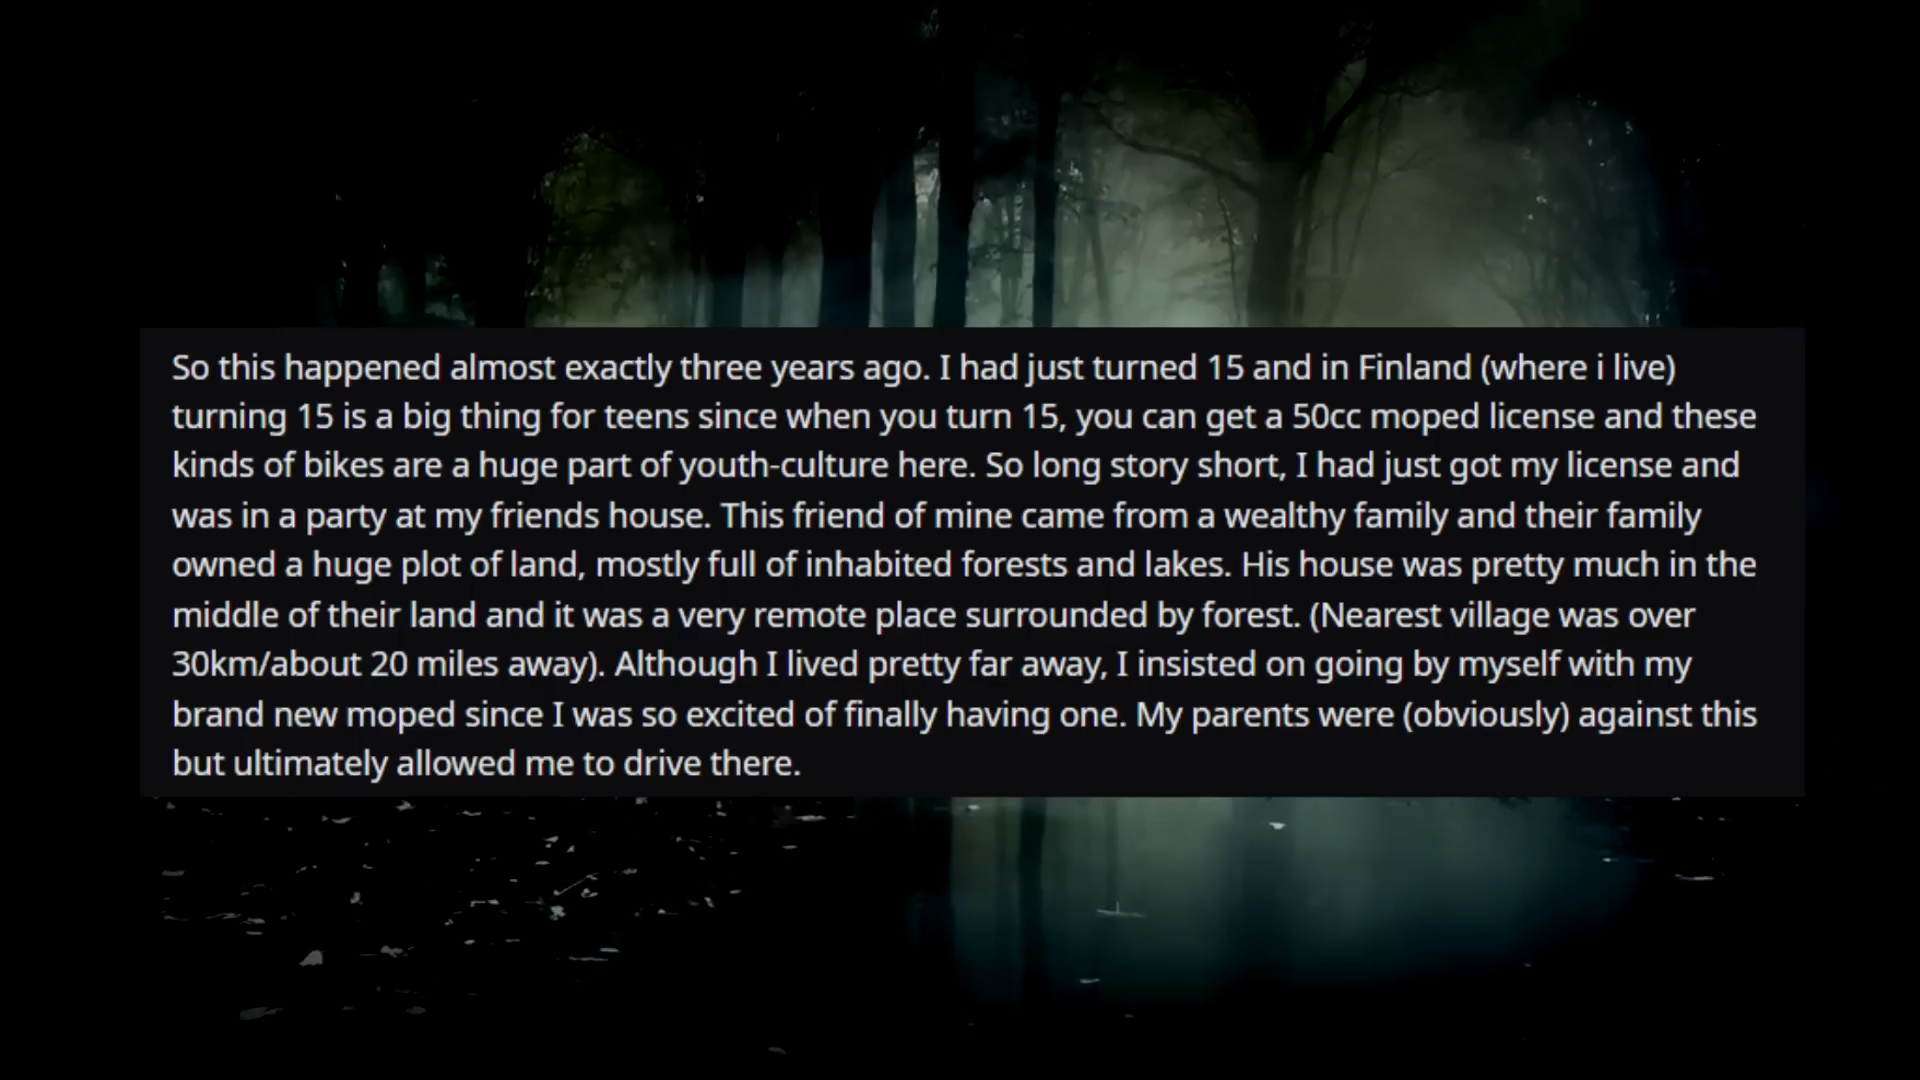 So this happened almost exactly three years ago. I had just turned 15 and in Finland (where i live)
turning 15 is a big thing for teens since when you turn 15, you can get a 50cc moped license and these
kinds of bikes are a huge part of youth-culture here. So long story short, I had just got my license and
was in a party at my friends house. This friend of mine came from a wealthy family and their family
owned a huge plot of land, mostly full of inhabited forests and lakes. His house was pretty much in the
middle of their land and it was a very remote place surrounded by forest. (Nearest village was over
30km/about 20 miles away). Although I lived pretty far away, I insisted on going by myself with my
brand new moped since I was so excited of finally having one. My parents were (obviously) against this
but ultimately allowed me to drive there.